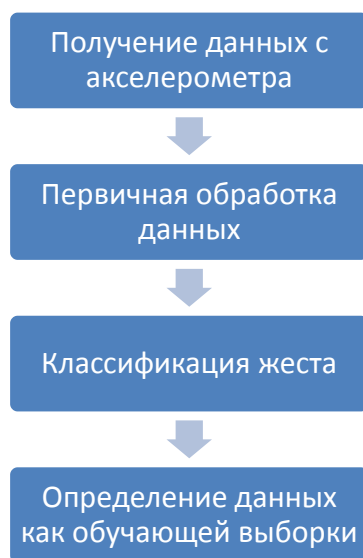 Получение данных с
акселерометра
Первичная обработка
данных
Классификация жеста
Определение данных
как обучающей выборки